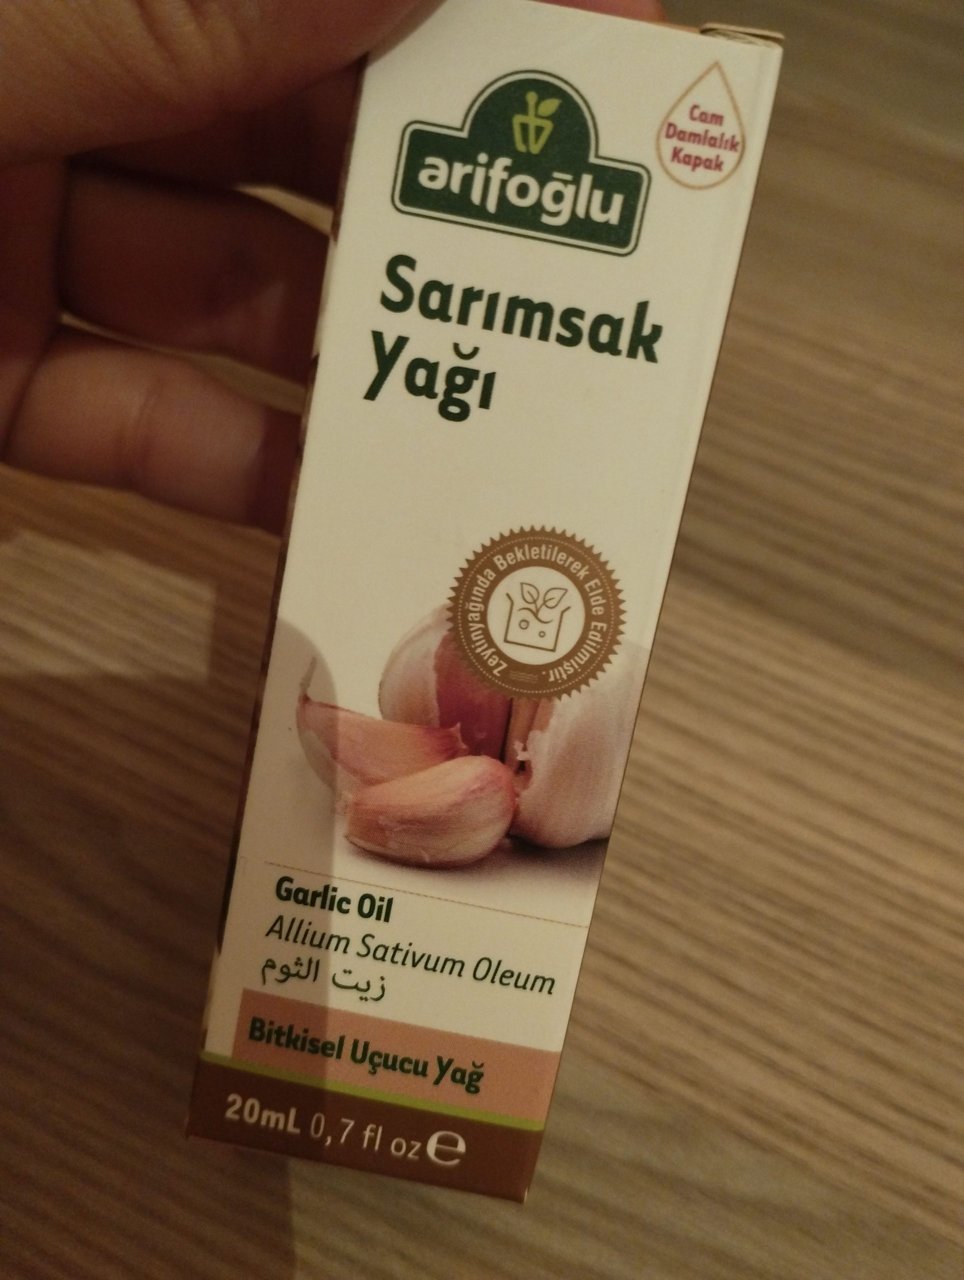 Cam
Damlalık
Kapak
arifoğlu
Sarımsak
Yağı
Zeytinyağında Bekletilerek Elde Edilmiştir.
Garlic Oil
Allium Sativum Oleum
زيت الثوم
Bitkisel Uçucu Yağ
20mL 0,7 fl oz ℮